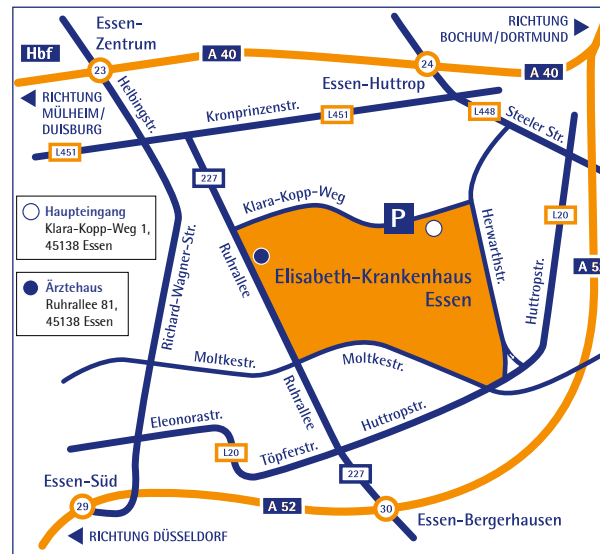 Essen-
Zentrum
Hbf
23
A 40
RICHTUNG
BOCHUM/DORTMUND
24
A 40
RICHTUNG
MÜLHEIM/
DUISBURG
Helbingstr.
Essen-Huttrop
Kronprinzenstr.
L451
L448
Steeler Str.
L451
227
Klara-Kopp-Weg
P
Haupteingang
Klara-Kopp-Weg 1,
45138 Essen
Ärztehaus
Ruhrallee 81,
45138 Essen
Richard-Wagner-Str.
Ruhrallee
Elisabeth-Krankenhaus
Essen
Herwarthstr.
Huttropstr.
L20
A 5
Moltkestr.
Moltkestr.
Ruhrallee
Eleonorastr.
L20
Töpferstr.
Huttropstr.
227
Essen-Süd
29
A 52
30
Essen-Bergerhausen
RICHTUNG DÜSSELDORF